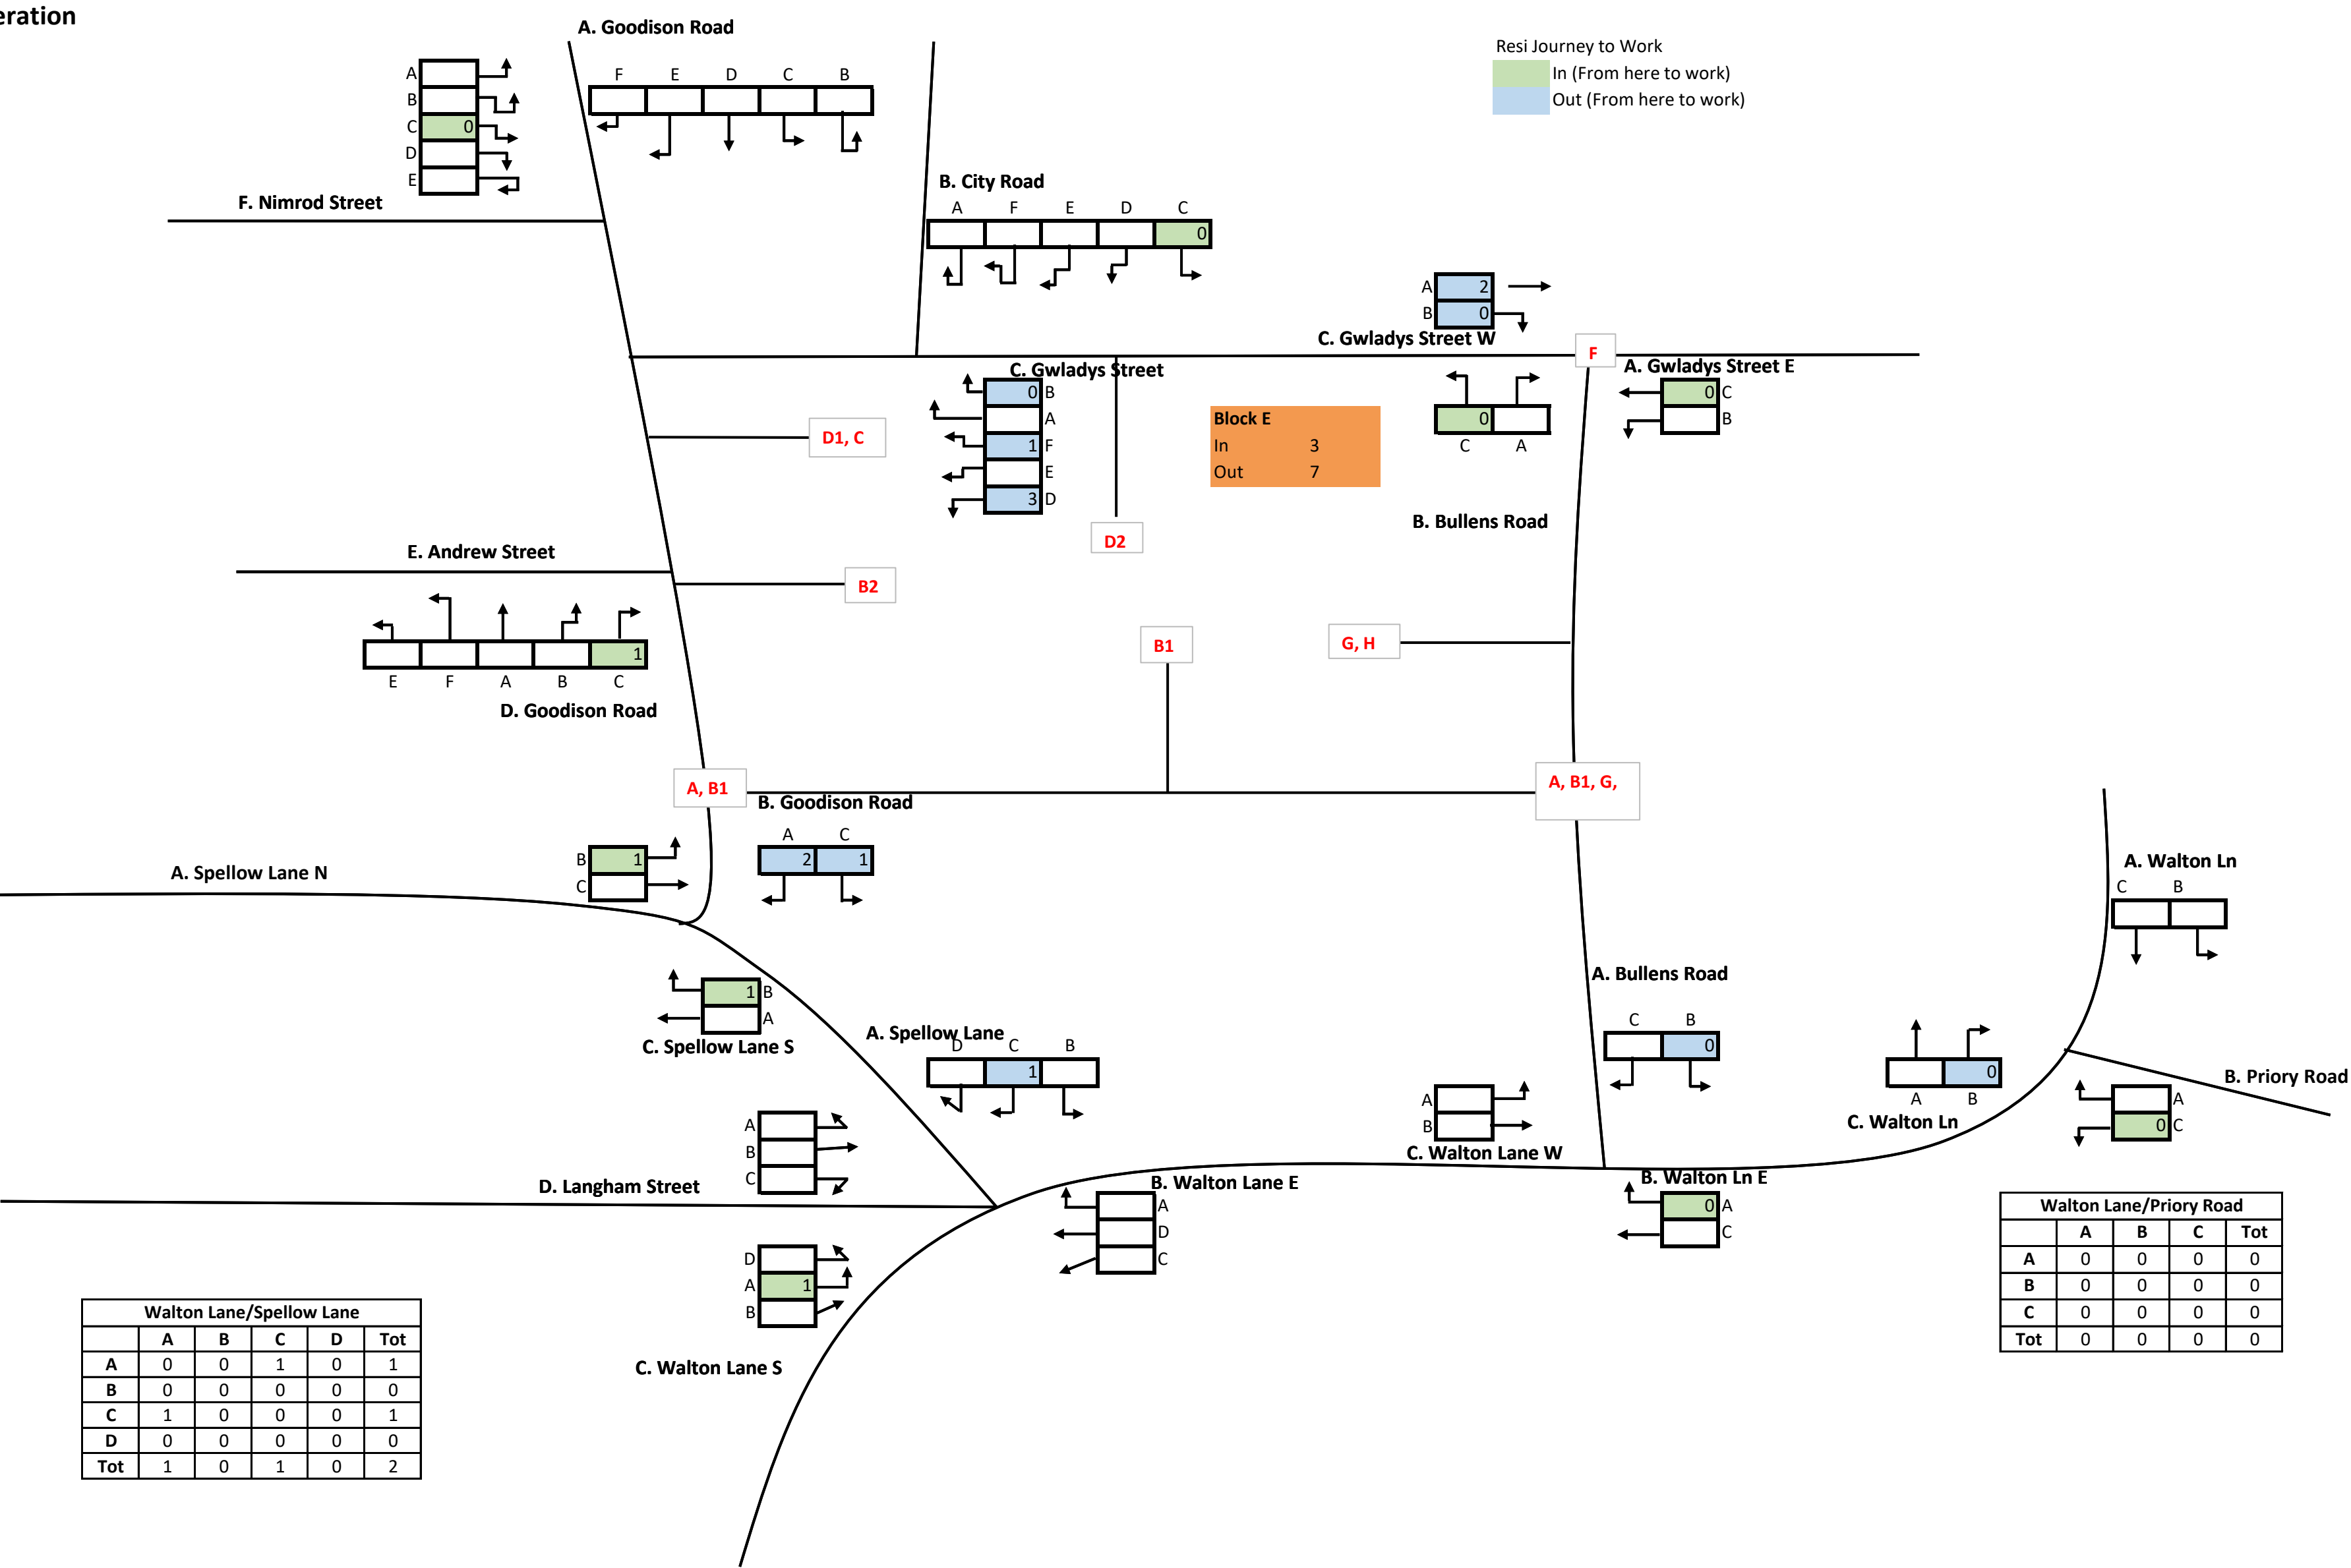 eration
A. Goodison Road
Resi Journey to Work
In (From here to work)
Out (From here to work)
F E D C B
A
B
C 0
D
E
F. Nimrod Street
B. City Road
A F E D C
0
A 2
B 0
C. Gwladys Street W
F
A. Gwladys Street E
0 C
B
C. Gwladys Street
0 B
A
1 F
E
3 D
Block E
In 3
Out 7
0
C A
D1, C
B. Bullens Road
D2
E. Andrew Street
B2
1
E F A B C
D. Goodison Road
B1
G, H
A, B1
A, B1, G,
B. Goodison Road
A C
2 1
B 1
C
A. Spellow Lane N
A. Walton Ln
C B
1 B
A
C. Spellow Lane S
A. Spellow Lane
D C B
1
A. Bullens Road
C B
0
0
A B
C. Walton Ln
B. Priory Road
A
0 C
A
B
C. Walton Lane W
A
B
C
D. Langham Street
B. Walton Lane E
A
D
C
B. Walton Ln E
0 A
C
D
A 1
B
C. Walton Lane S
Walton Lane/Priory Road
A B C Tot
A 0 0 0 0
B 0 0 0 0
C 0 0 0 0
Tot 0 0 0 0
Walton Lane/Spellow Lane
A B C D Tot
A 0 0 1 0 1
B 0 0 0 0 0
C 1 0 0 0 1
D 0 0 0 0 0
Tot 1 0 1 0 2